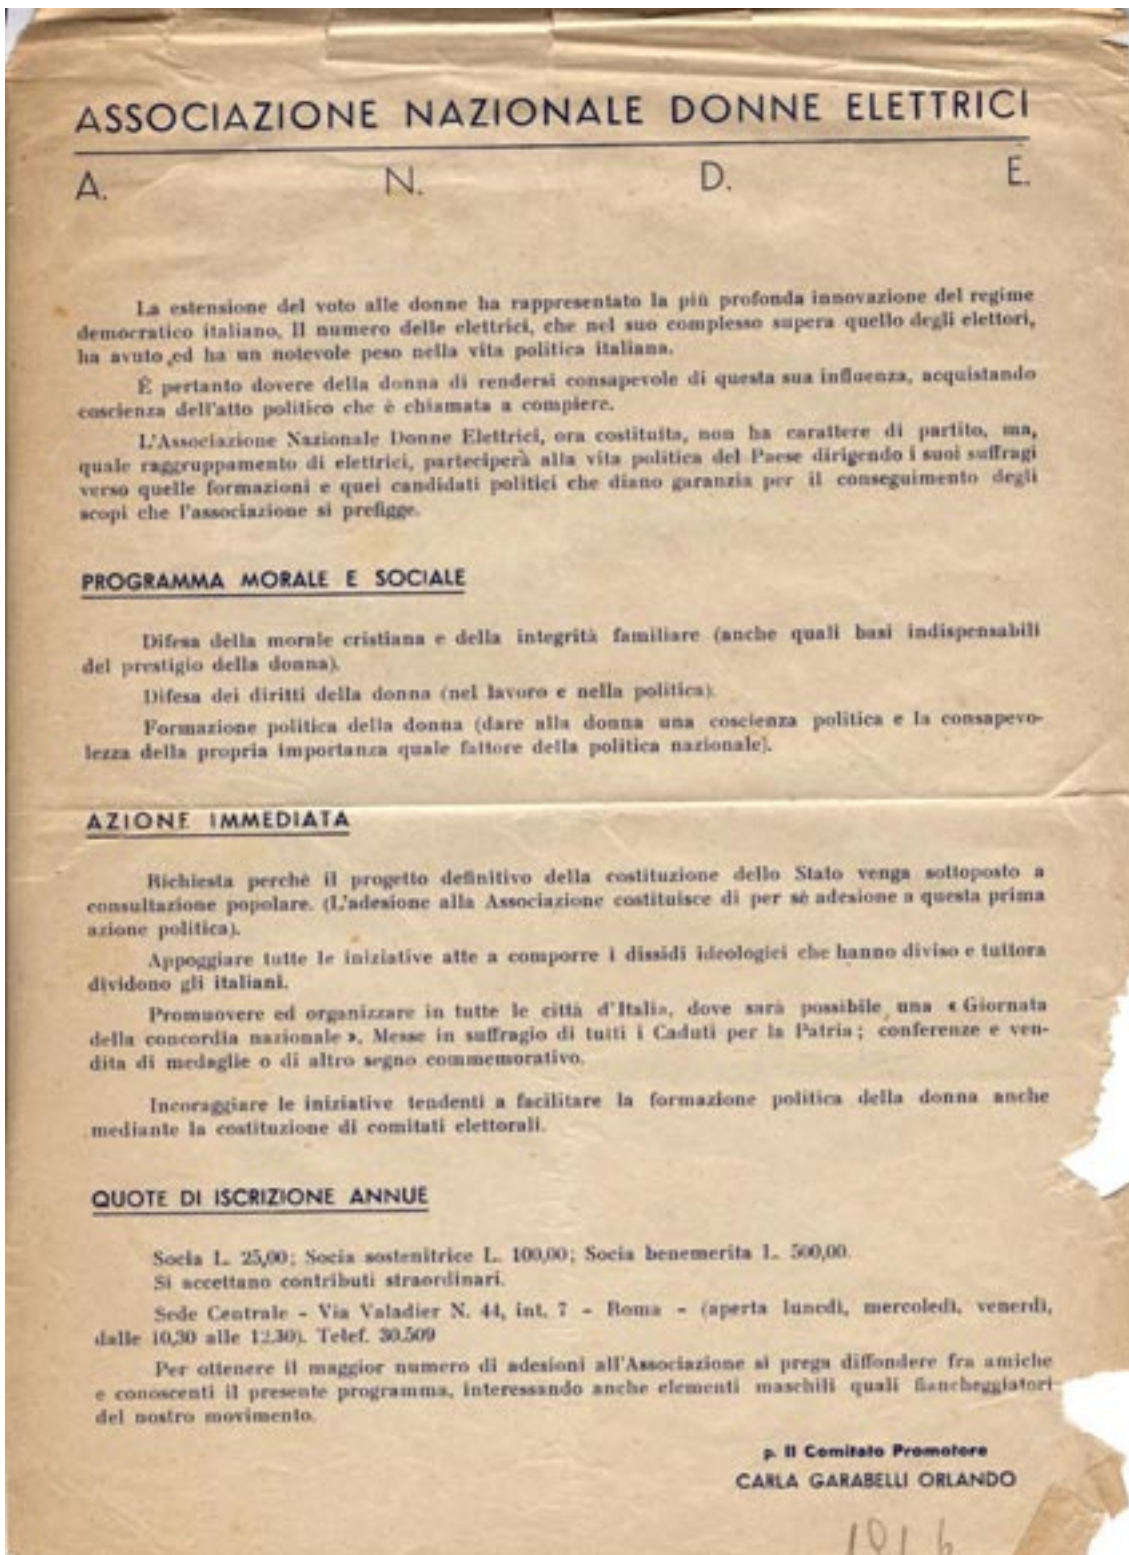 ASSOCIAZIONE NAZIONALE DONNE ELETTRICI
A. N. D. E.
La estensione del voto alle donne ha rappresentato la più profonda innovazione del regime
democratico italiano. Il numero delle elettrici, che nel suo complesso supera quello degli elettori,
ha avuto ed ha un notevole peso nella vita politica italiana.
È pertanto dovere della donna di rendersi consapevole di questa sua influenza, acquistando
coscienza dell'atto politico che è chiamata a compiere.
L'Associazione Nazionale Donne Elettrici, ora costituita, non ha carattere di partito, ma,
quale raggruppamento di elettrici, parteciperà alla vita politica del Paese dirigendo i suoi suffragi
verso quelle formazioni e quei candidati politici che diano garanzia per il conseguimento degli
scopi che l'associazione si prefigge.
PROGRAMMA MORALE E SOCIALE
Difesa della morale cristiana e della integrità familiare (anche quali basi indispensabili
del prestigio della donna).
Difesa dei diritti della donna (nel lavoro e nella politica).
Formazione politica della donna (dare alla donna una coscienza politica e la consapevo-
lezza della propria importanza quale fattore della politica nazionale).
AZIONE IMMEDIATA
Richiesta perchè il progetto definitivo della costituzione dello Stato venga sottoposto a
consultazione popolare. (L'adesione alla Associazione costituisce di per sè adesione a questa prima
azione politica).
Appoggiare tutte le iniziative atte a comporre i dissidi ideologici che hanno diviso e tuttora
dividono gli italiani.
Promuovere ed organizzare in tutte le città d'Italia, dove sarà possibile una « Giornata
della concordia nazionale ». Messe in suffragio di tutti i Caduti per la Patria; conferenze e ven-
dita di medaglie o di altro segno commemorativo.
Incoraggiare le iniziative tendenti a facilitare la formazione politica della donna anche
mediante la costituzione di comitati elettorali.
QUOTE DI ISCRIZIONE ANNUE
Socia L. 25,00; Socia sostenitrice L. 100,00; Socia benemerita L. 500,00.
Si accettano contributi straordinari.
Sede Centrale - Via Valadier N. 44, int. 7 - Roma - (aperta lunedì, mercoledì, venerdì,
dalle 10,30 alle 12,30). Telef. 30.509
Per ottenere il maggior numero di adesioni all'Associazione si prega diffondere fra amiche
e conoscenti il presente programma, interessando anche elementi maschili quali fiancheggiatori
del nostro movimento.
p. Il Comitato Promotore
CARLA GARABELLI ORLANDO